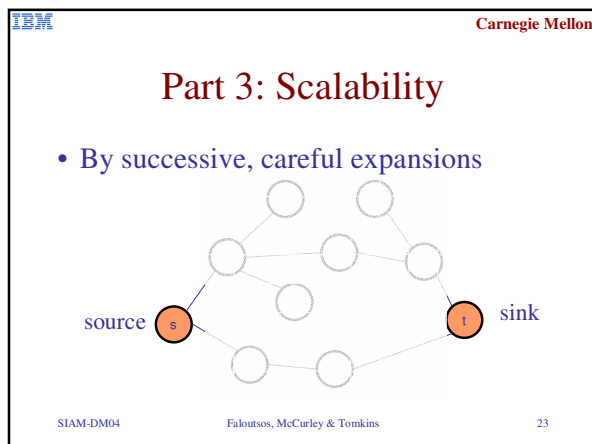 IBM
Carnegie Mellon
Part 3: Scalability
• By successive, careful expansions
source
s
t
sink
SIAM-DM04
Faloutsos, McCurley & Tomkins
23